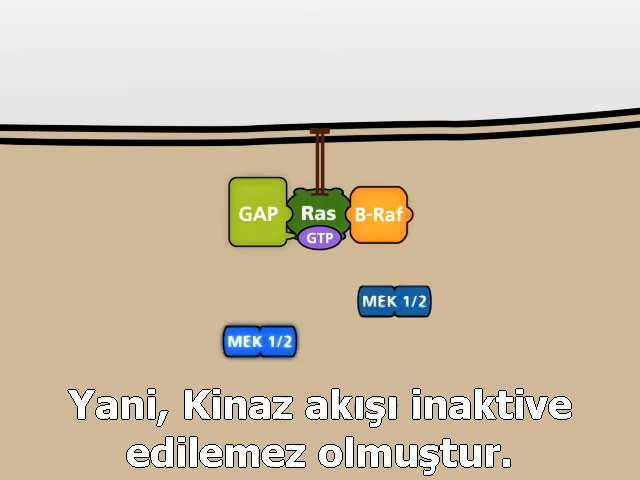 GAP Ras B-Raf
GTP
MEK 1/2
MEK 1/2
Yani, Kinaz akışı inaktive
edilemez olmuştur.